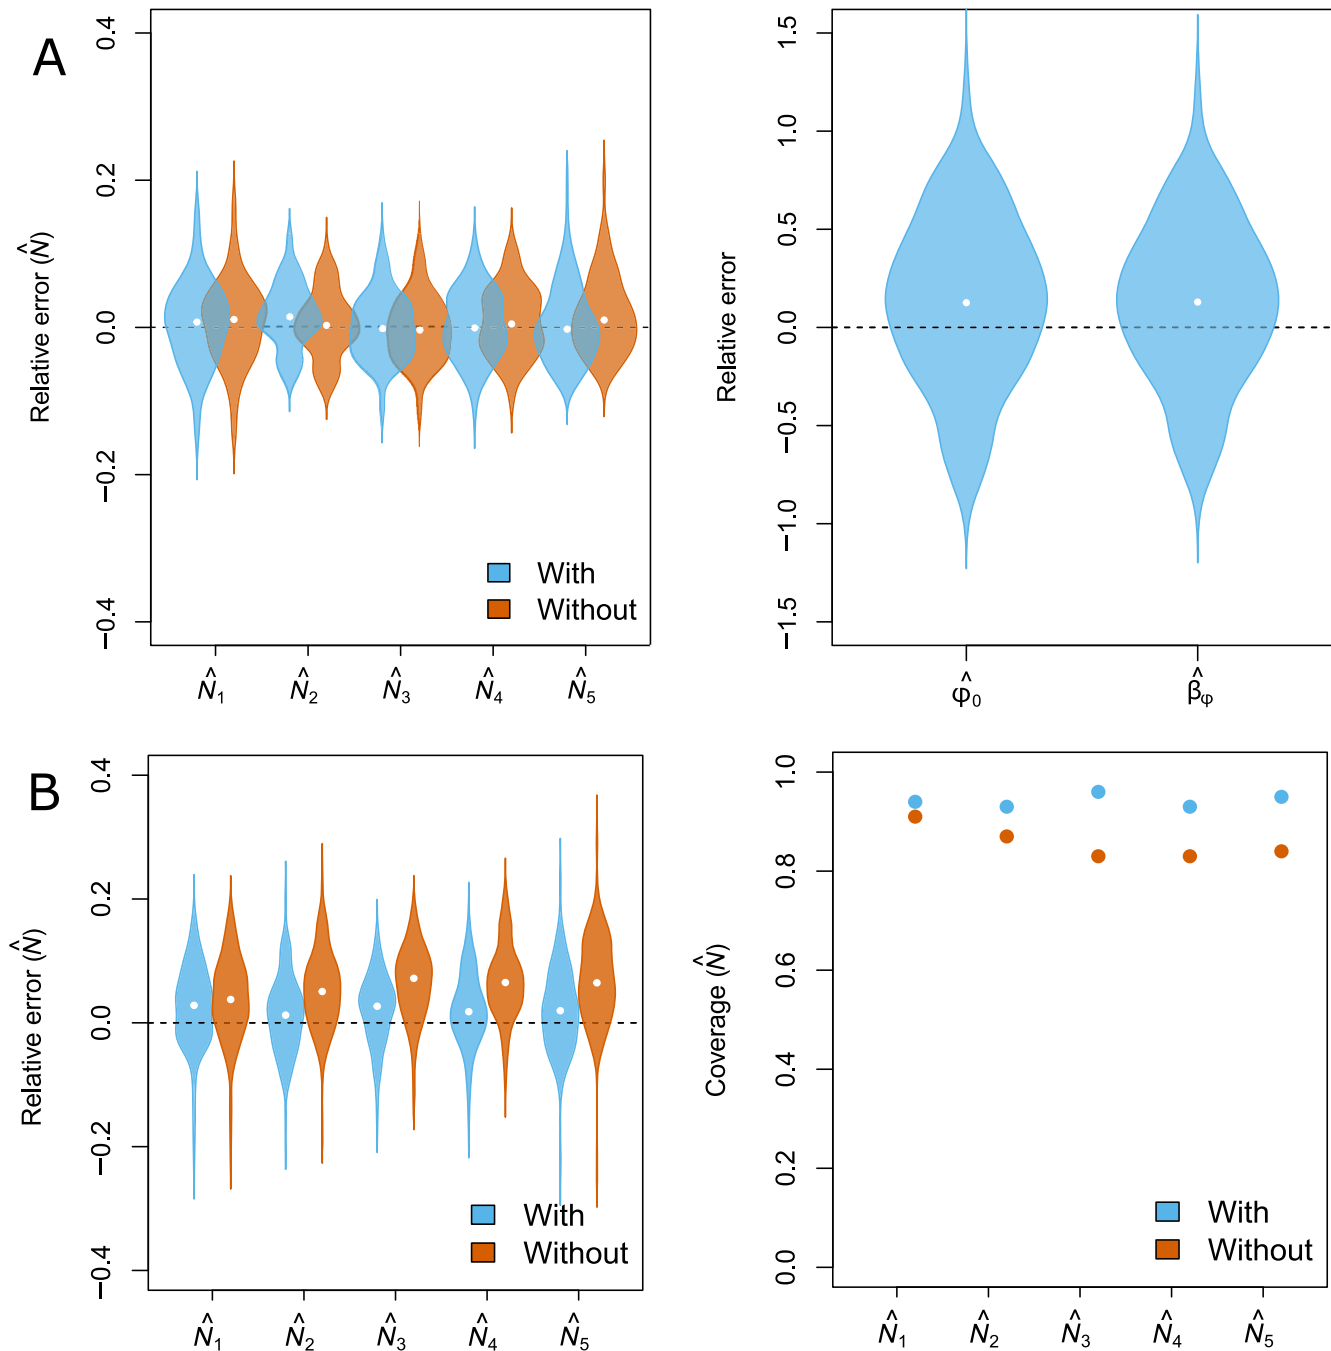 A
Relative error (N̂)
0.4
0.2
0.0
−0.2
−0.4
With
Without
N̂₁ N̂₂ N̂₃ N̂₄ N̂₅
Relative error
1.5
1.0
0.5
0.0
−0.5
−1.0
−1.5
φ̂₀ β̂φ
B
Relative error (N̂)
0.4
0.2
0.0
−0.2
−0.4
With
Without
N̂₁ N̂₂ N̂₃ N̂₄ N̂₅
Coverage (N̂)
1.0
0.8
0.6
0.4
0.2
0.0
With
Without
N̂₁ N̂₂ N̂₃ N̂₄ N̂₅